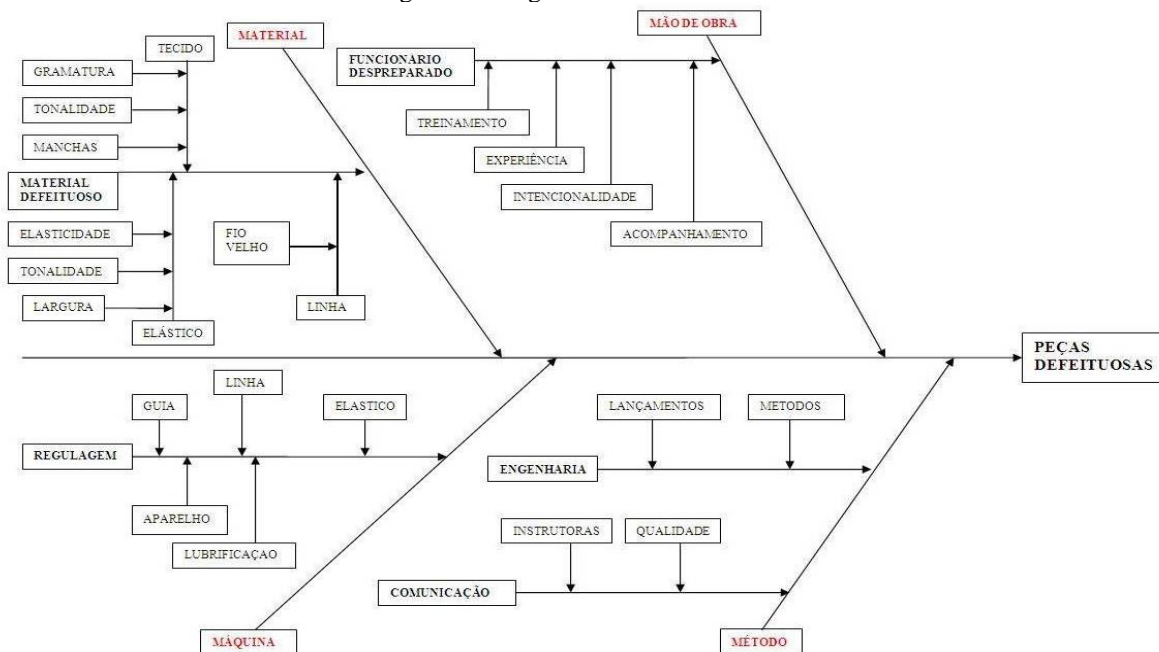 MATERIAL
MÃO DE OBRA
TECIDO
GRAMATURA
TONALIDADE
MANCHAS
MATERIAL
DEFEITUOSO
ELASTICIDADE
TONALIDADE
LARGURA
ELÁSTICO
FIO
VELHO
LINHA
FUNCIONARIO
DESPREPARADO
TREINAMENTO
EXPERIÊNCIA
INTENCIONALIDADE
ACOMPANHAMENTO
PEÇAS
DEFEITUOSAS
LINHA
GUIA
ELASTICO
REGULAGEM
APARELHO
LUBRIFICAÇAO
MÁQUINA
LANÇAMENTOS
METODOS
ENGENHARIA
INSTRUTORAS
QUALIDADE
COMUNICAÇÃO
MÉTODO